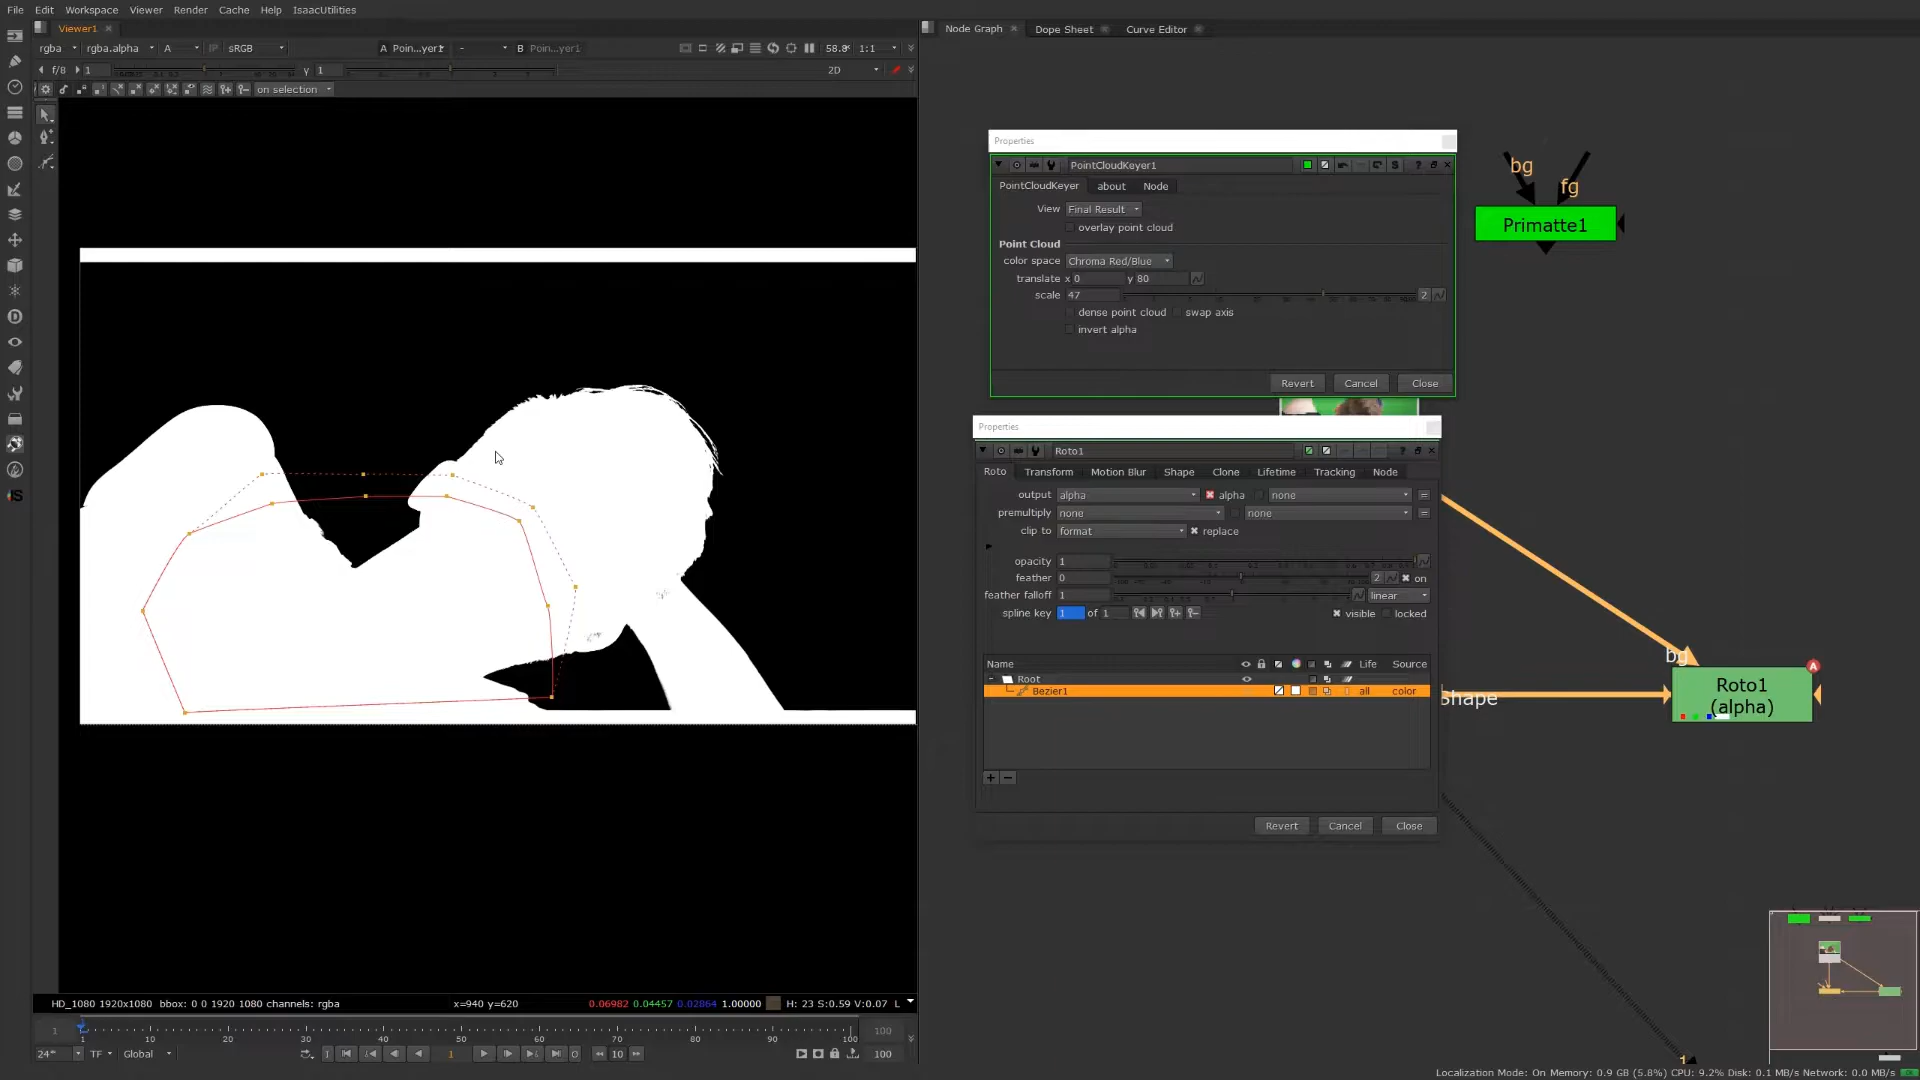 File Edit Workspace Viewer Render Cache Help IsaacUtilities
Viewer1
Node Graph Dope Sheet Curve Editor
rgba rgba.alpha A IP sRGB A Poin...yer1 - B Poin...yer1 58.8 1:1
f/8 1 γ 1 2D
on selection
Properties
PointCloudKeyer1 S ?
PointCloudKeyer about Node
View Final Result
overlay point cloud
Point Cloud
color space Chroma Red/Blue
translate x 0 y 80
scale 47 2
dense point cloud swap axis
invert alpha
Revert Cancel Close
bg
fg
Primatte1
Properties
Roto1 ?
Roto Transform Motion Blur Shape Clone Lifetime Tracking Node
output alpha alpha none =
premultiply none none =
clip to format replace
opacity 1
feather 0 2 on
feather falloff 1 linear
spline key 1 of 1 visible locked
Name Life Source
Root
Bezier1 all color
+ −
Revert Cancel Close
bg
Shape
Roto1
(alpha)
A
1
HD_1080 1920x1080 bbox: 0 0 1920 1080 channels: rgba x=940 y=620 0.06982 0.04457 0.02864 1.00000 H: 23 S:0.59 V:0.07 L
1 100
1 10 20 30 40 50 60 70 80 90 100
24* TF Global 1 10 100
Localization Mode: On Memory: 0.9 GB (5.8%) CPU: 9.2% Disk: 0.1 MB/s Network: 0.0 MB/s